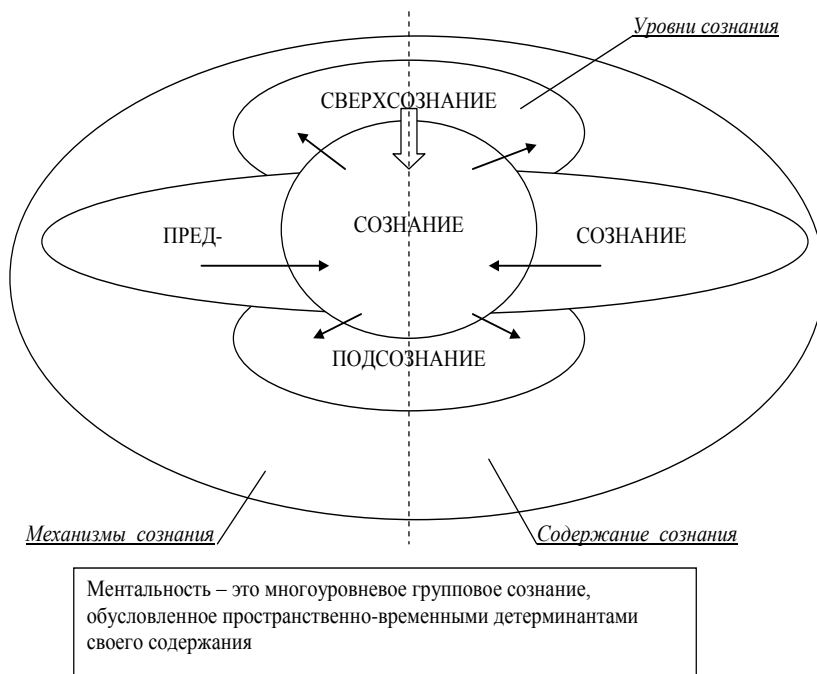 Уровни сознания
СВЕРХСОЗНАНИЕ
ПРЕД-
СОЗНАНИЕ
СОЗНАНИЕ
ПОДСОЗНАНИЕ
Механизмы сознания
Содержание сознания
Ментальность – это многоуровневое групповое сознание,
обусловленное пространственно-временными детерминантами
своего содержания